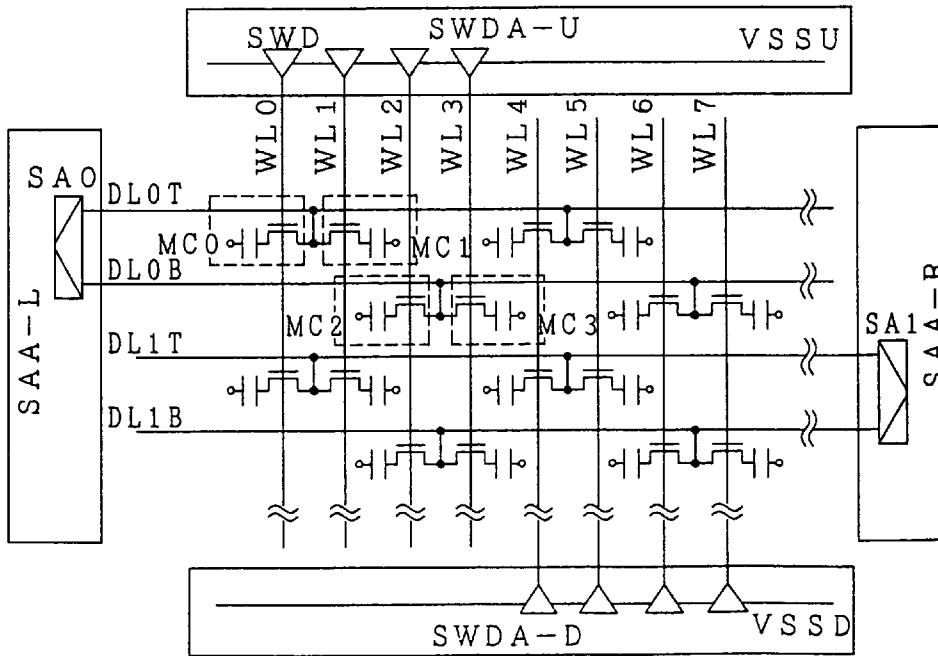 SWD SWDA-U VSSU
WL0 WL1 WL2 WL3 WL4 WL5 WL6 WL7
SA0
DL0T
MC0 MC1
DL0B
MC2 MC3
SAA-L
DL1T
SA1
SAA-R
DL1B
SWDA-D VSSD